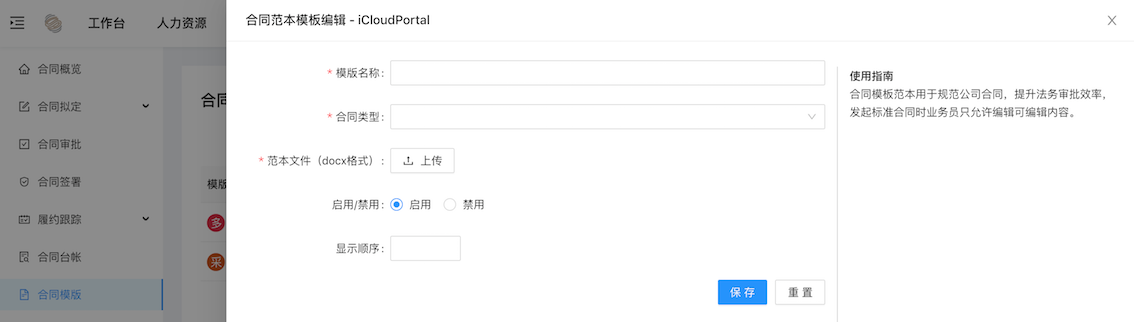 工作台
人力资源
合同范本模板编辑 - iCloudPortal
合同概览
合同拟定
合同审批
合同签署
履约跟踪
合同台帐
合同模版
合同
模版
多
采
* 模版名称:
* 合同类型:
* 范本文件（docx格式）:
上传
启用/禁用:
启用
禁用
显示顺序:
保 存
重 置
使用指南
合同模板范本用于规范公司合同，提升法务审批效率，
发起标准合同时业务员只允许编辑可编辑内容。